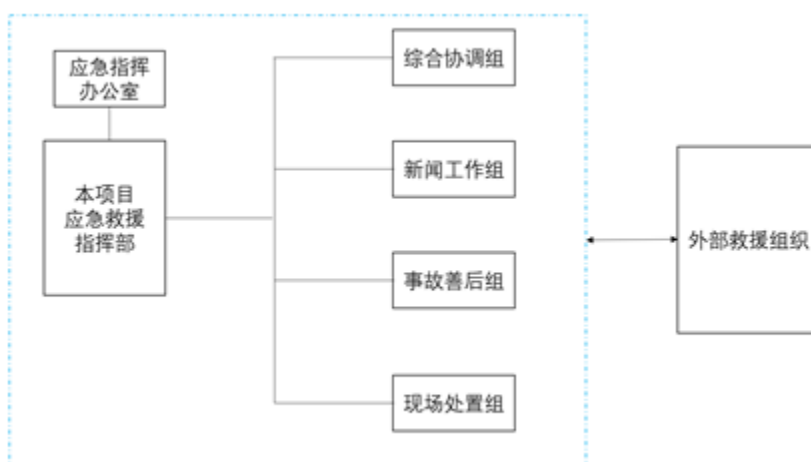 应急指挥
办公室
本项目
应急救援
指挥部
综合协调组
新闻工作组
事故善后组
现场处置组
外部救援组织